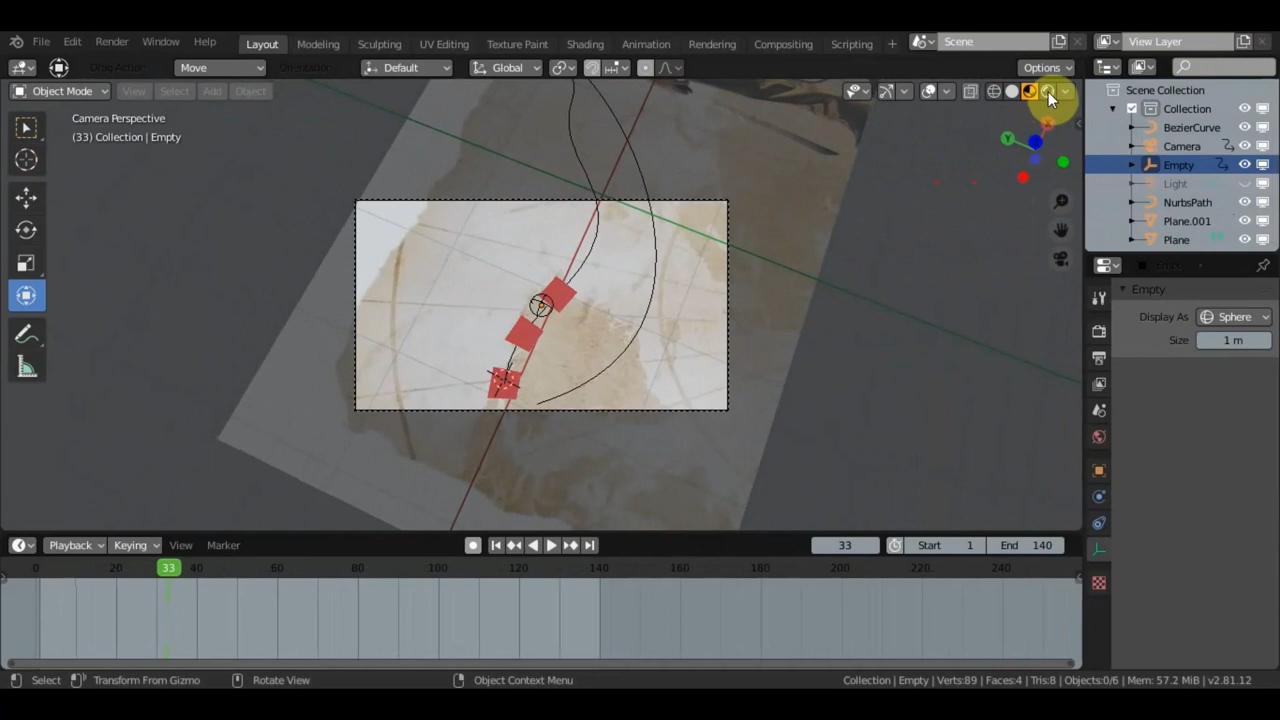 File Edit Render Window Help Layout Modeling Sculpting UV Editing Texture Paint Shading Animation Rendering Compositing Scripting + Scene View Layer
Drag Action: Move Orientation: Default Global Options
Object Mode View Select Add Object
Camera Perspective
(33) Collection | Empty
Scene Collection
Collection
BezierCurve
Camera
Empty
Light
NurbsPath
Plane.001
Plane
X
Y
Empty
Display As Sphere
Size 1 m
Playback Keying View Marker 33 Start 1 End 140
0 20 33 40 60 80 100 120 140 160 180 200 220 240
Select Transform From Gizmo Rotate View Object Context Menu Collection | Empty | Verts:89 | Faces:4 | Tris:8 | Objects:0/6 | Mem: 57.2 MiB | v2.81.12